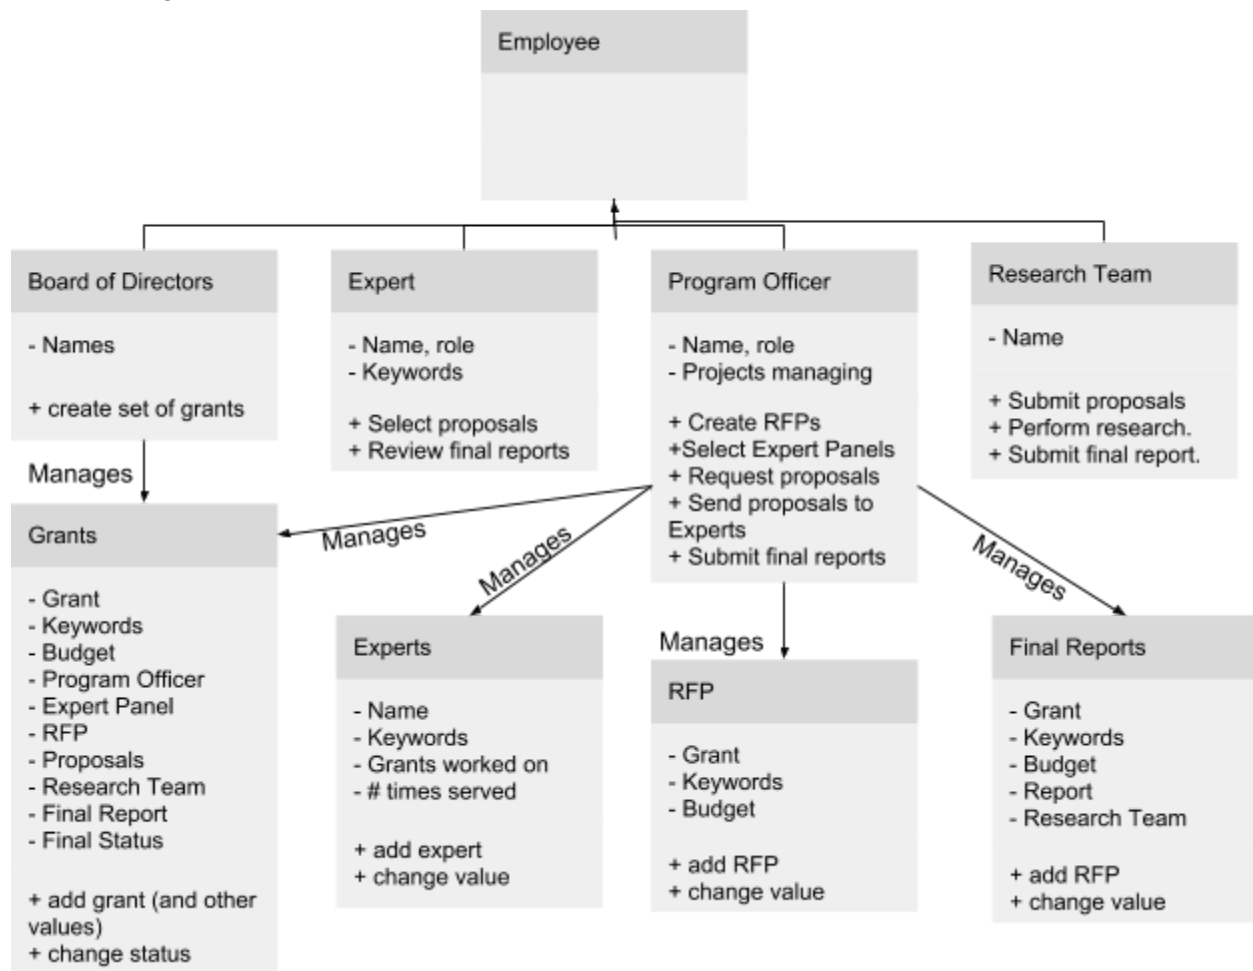 Employee
Board of Directors
- Names
+ create set of grants
Expert
- Name, role
- Keywords
+ Select proposals
+ Review final reports
Program Officer
- Name, role
- Projects managing
+ Create RFPs
+Select Expert Panels
+ Request proposals
+ Send proposals to
Experts
+ Submit final reports
Research Team
- Name
+ Submit proposals
+ Perform research.
+ Submit final report.
Manages
Manages
Manages
Manages
Manages
Grants
- Grant
- Keywords
- Budget
- Program Officer
- Expert Panel
- RFP
- Proposals
- Research Team
- Final Report
- Final Status
+ add grant (and other
values)
+ change status
Experts
- Name
- Keywords
- Grants worked on
- # times served
+ add expert
+ change value
RFP
- Grant
- Keywords
- Budget
+ add RFP
+ change value
Final Reports
- Grant
- Keywords
- Budget
- Report
- Research Team
+ add RFP
+ change value